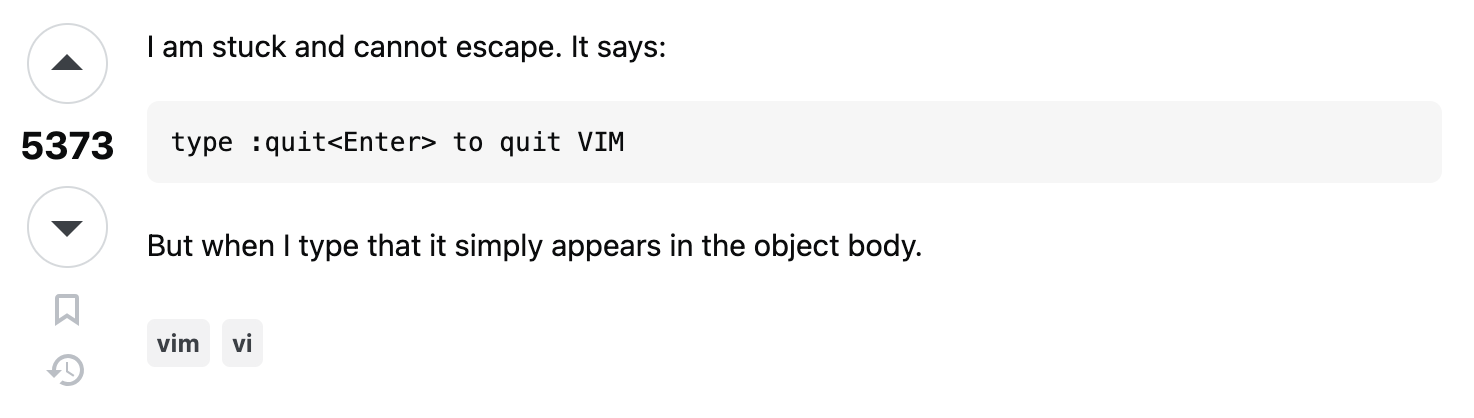 I am stuck and cannot escape. It says:
5373
type :quit<Enter> to quit VIM
But when I type that it simply appears in the object body.
vim vi